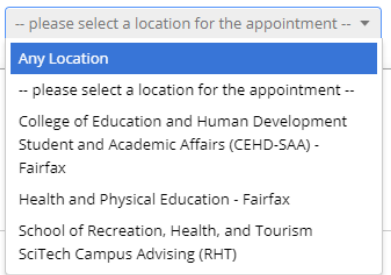 -- please select a location for the appointment --
Any Location
-- please select a location for the appointment --
College of Education and Human Development
Student and Academic Affairs (CEHD-SAA) -
Fairfax
Health and Physical Education - Fairfax
School of Recreation, Health, and Tourism
SciTech Campus Advising (RHT)